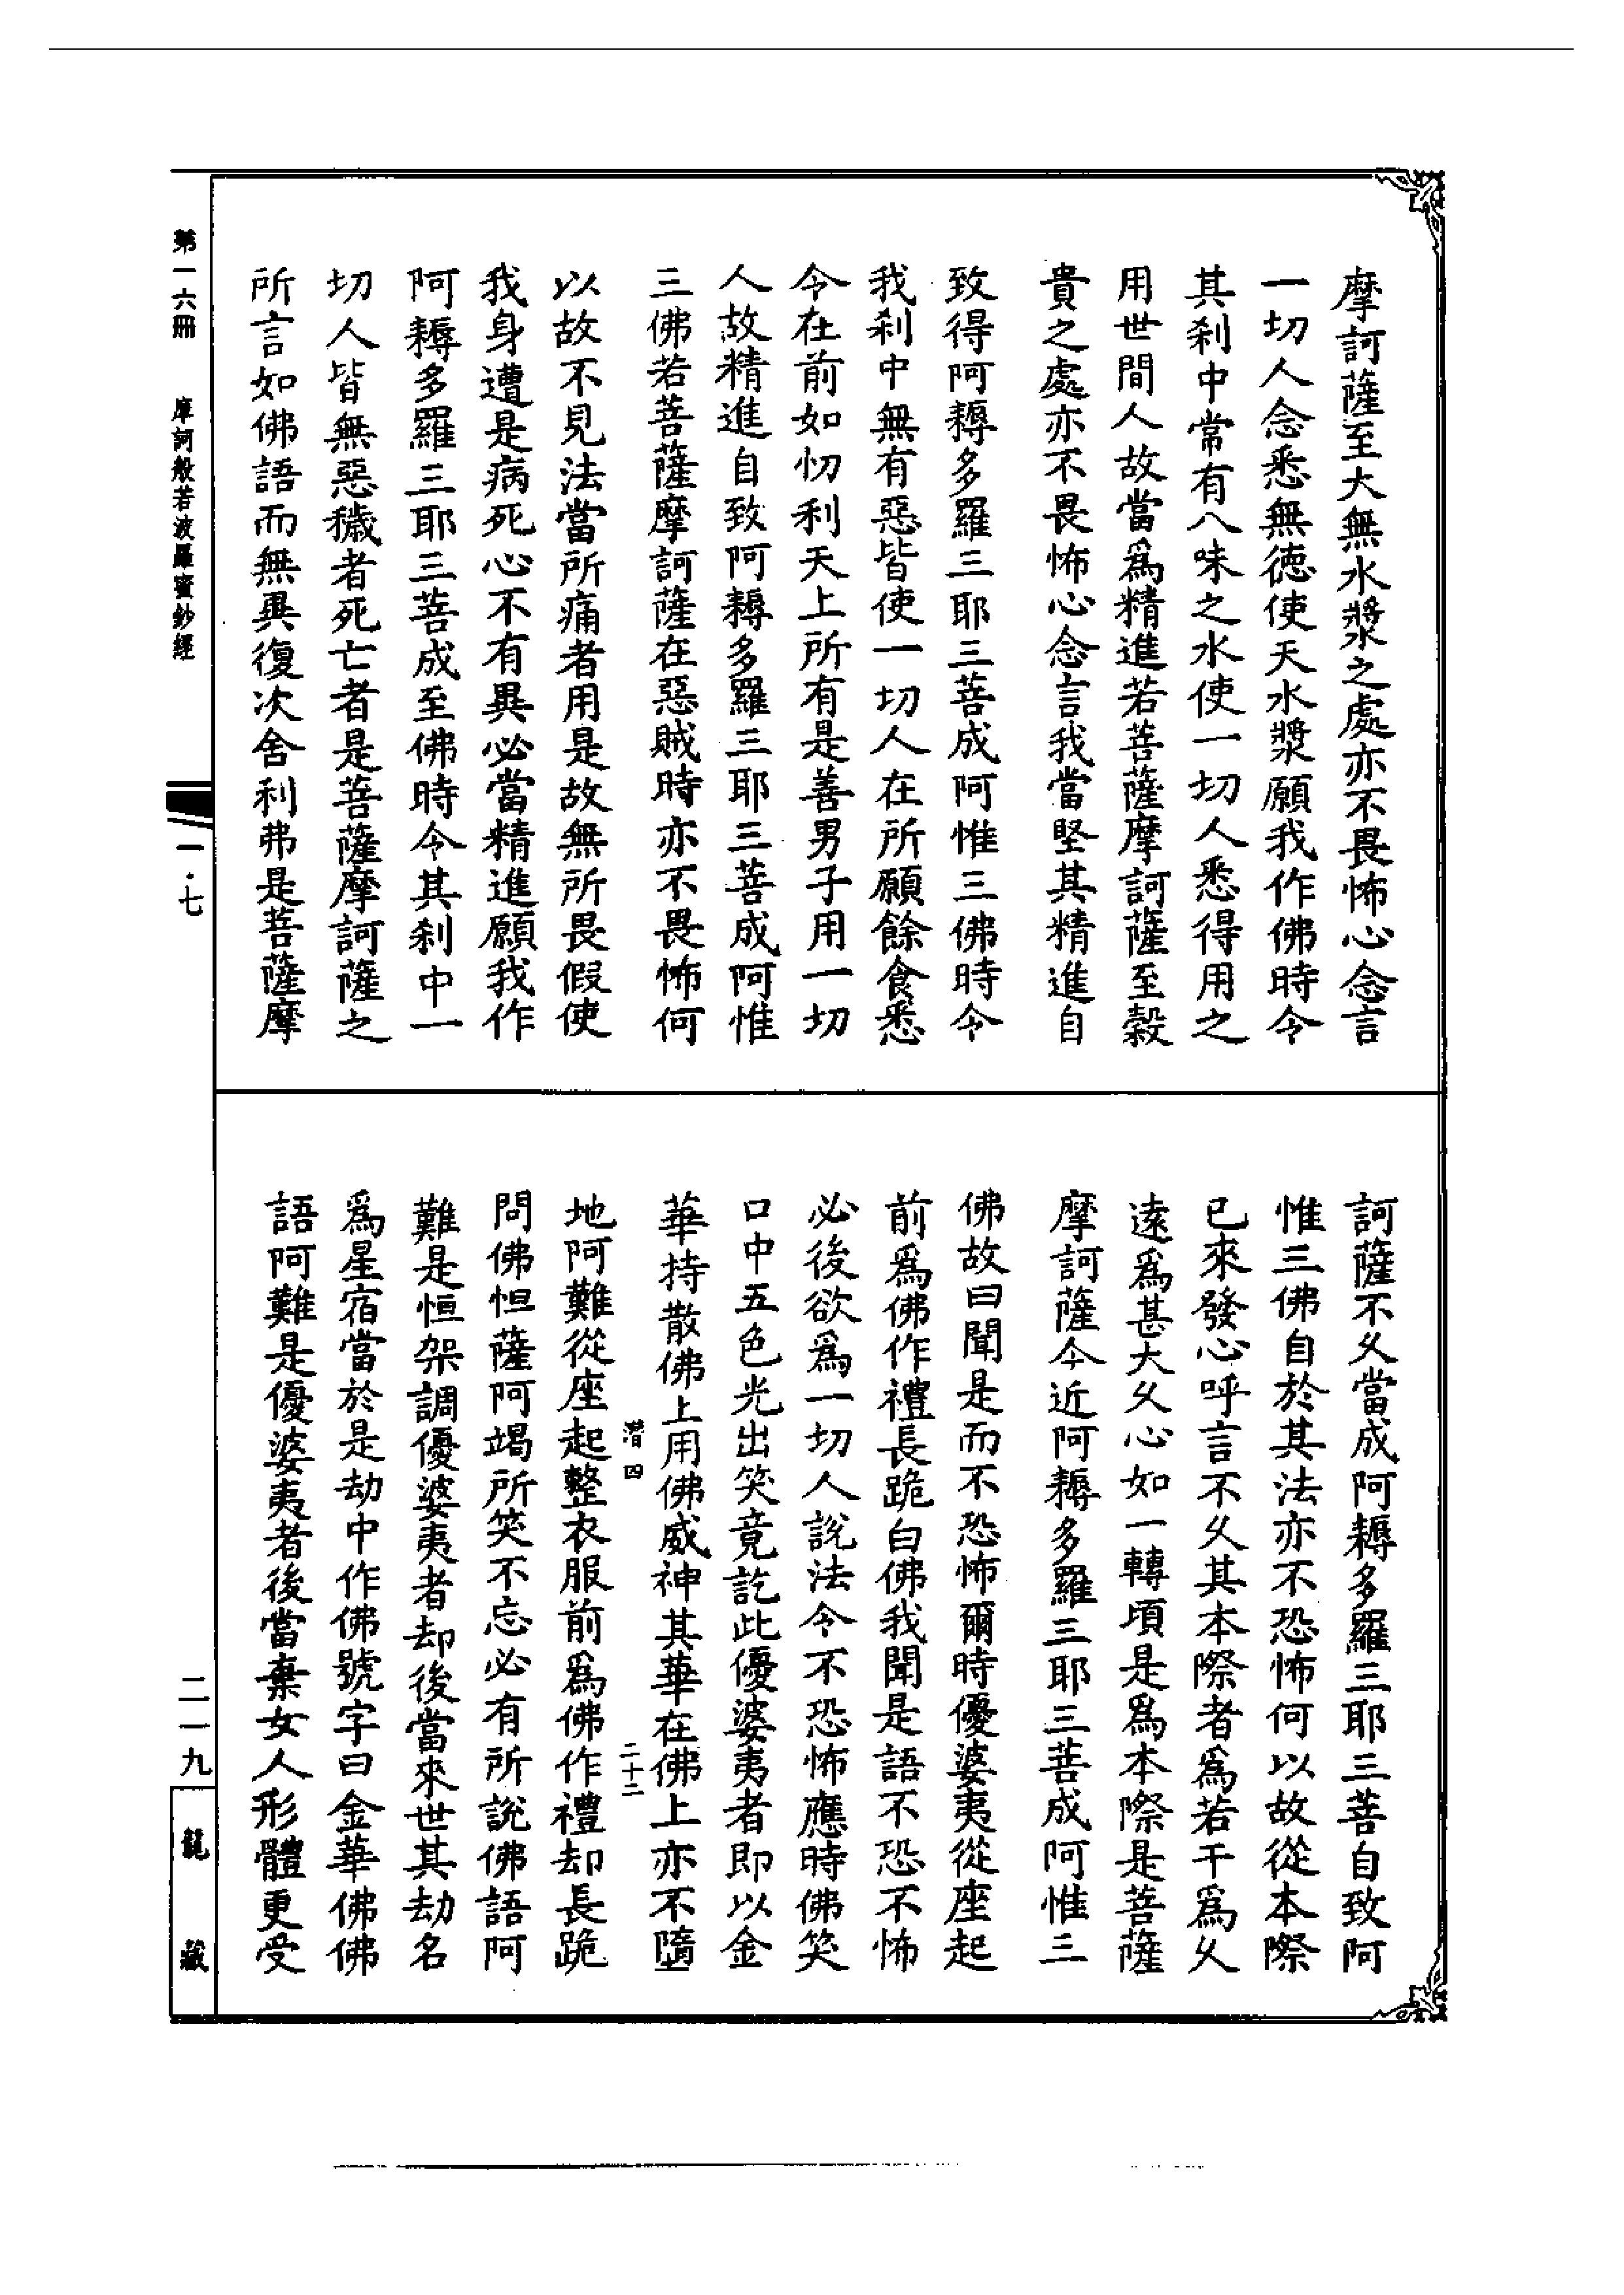 摩訶薩至大無水漿之處亦不畏怖心念言
一切人念悉無德使天水漿願我作佛時令
其刹中常有八味之水使一切人悉得用之
用世間人故當爲精進若菩薩摩訶薩至穀
貴之處亦不畏怖心念言我當堅其精進自
致得阿耨多羅三耶三菩成阿惟三佛時令
我刹中無有惡皆使一切人在所願餘食悉
令在前如忉利天上所有是善男子用一切
人故精進自致阿耨多羅三耶三菩成阿惟
三佛若菩薩摩訶薩在惡賊時亦不畏怖何
以故不見法當所痛者用是故無所畏假使
我身遭是病死心不有異必當精進願我作
阿耨多羅三耶三菩成至佛時令其刹中一
切人皆無惡穢者死亡者是菩薩摩訶薩之
所言如佛語而無異復次舍利弗是菩薩摩
訶薩不久當成阿耨多羅三耶三菩自致阿
惟三佛自於其法亦不恐怖何以故從本際
已來發心呼言不久其本際者爲若干爲久
遠爲甚大久心如一轉頃是爲本際是菩薩
摩訶薩今近阿耨多羅三耶三菩成阿惟三
佛故曰聞是而不恐怖爾時優婆夷從座起
前爲佛作禮長跪白佛我聞是語不恐不怖
必後欲爲一切人說法令不恐怖應時佛笑
口中五色光出笑竟訖此優婆夷者即以金
華持散佛上用佛威神其華在佛上亦不墮
潛四 二十二
地阿難從座起整衣服前爲佛作禮却長跪
問佛怛薩阿竭所笑不忘必有所說佛語阿
難是恒架調優婆夷者却後當來世其劫名
爲星宿當於是劫中作佛號字曰金華佛佛
語阿難是優婆夷者後當棄女人形體更受
第一六冊 摩訶般若波羅蜜鈔經
一·七
二一九
龍藏